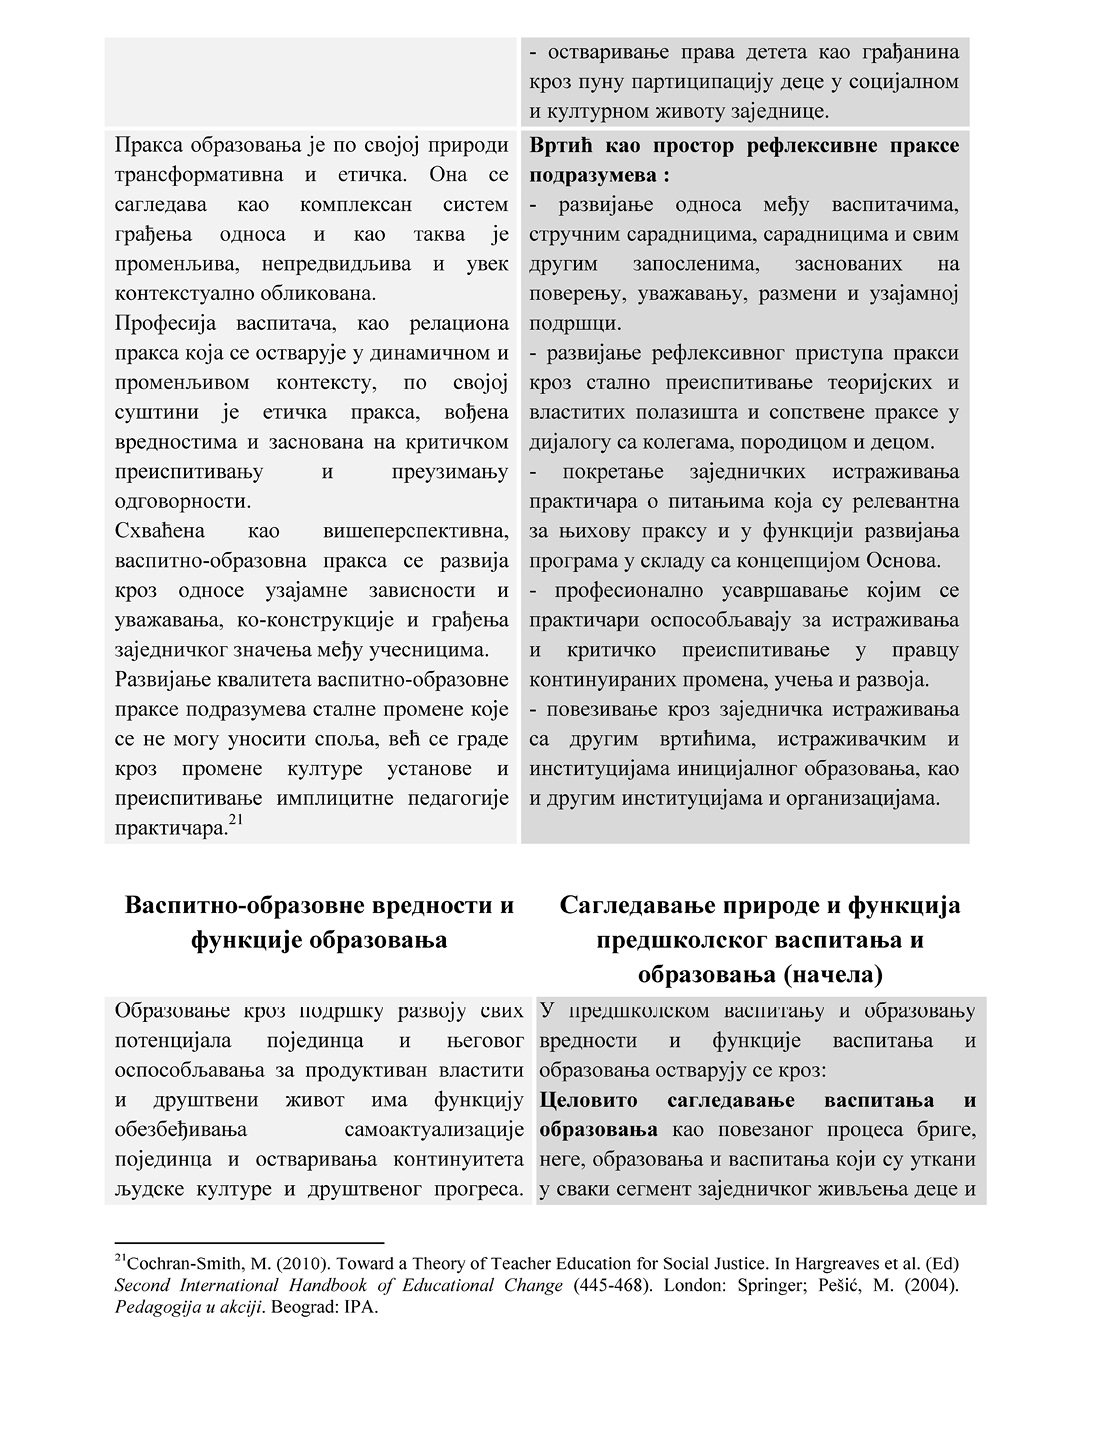 - остваривање права детета као грађанина
кроз пуну партиципацију деце у социјалном
и културном животу заједнице.
Пракса образовања је по својој природи
трансформативна и етичка. Она се
сагледава као комплексан систем
грађења односа и као таква је
променљива, непредвидљива и увек
контекстуално обликована.
Професија васпитача, као релациона
пракса која се остварује у динамичном и
променљивом контексту, по својој
суштини је етичка пракса, вођена
вредностима и заснована на критичком
преиспитивању и преузимању
одговорности.
Схваћена као вишеперспективна,
васпитно-образовна пракса се развија
кроз односе узајамне зависности и
уважавања, ко-конструкције и грађења
заједничког значења међу учесницима.
Развијање квалитета васпитно-образовне
праксе подразумева сталне промене које
се не могу уносити споља, већ се граде
кроз промене културе установе и
преиспитивање имплицитне педагогије
практичара.21
Вртић као простор рефлексивне праксе
подразумева :
- развијање односа међу васпитачима,
стручним сарадницима, сарадницима и свим
другим запосленима, заснованих на
поверењу, уважавању, размени и узајамној
подршци.
- развијање рефлексивног приступа пракси
кроз стално преиспитивање теоријских и
властитих полазишта и сопствене праксе у
дијалогу са колегама, породицом и децом.
- покретање заједничких истраживања
практичара о питањима која су релевантна
за њихову праксу и у функцији развијања
програма у складу са концепцијом Основа.
- професионално усавршавање којим се
практичари оспособљавају за истраживања
и критичко преиспитивање у правцу
континуираних промена, учења и развоја.
- повезивање кроз заједничка истраживања
са другим вртићима, истраживачким и
институцијама иницијалног образовања, као
и другим институцијама и организацијама.
Васпитно-образовне вредности и
функције образовања
Сагледавање природе и функција
предшколског васпитања и
образовања (начела)
Образовање кроз подршку развоју свих
потенцијала појединца и његовог
оспособљавања за продуктиван властити
и друштвени живот има функцију
обезбеђивања самоактуализације
појединца и остваривања континуитета
људске културе и друштвеног прогреса.
У предшколском васпитању и образовању
вредности и функције васпитања и
образовања остварују се кроз:
Целовито сагледавање васпитања и
образовања као повезаног процеса бриге,
неге, образовања и васпитања који су уткани
у сваки сегмент заједничког живљења деце и
21Cochran-Smith, M. (2010). Toward a Theory of Teacher Education for Social Justice. In Hargreaves et al. (Ed)
Second International Handbook of Educational Change (445-468). London: Springer; Pešić, M. (2004).
Pedagogija u akciji. Beograd: IPA.